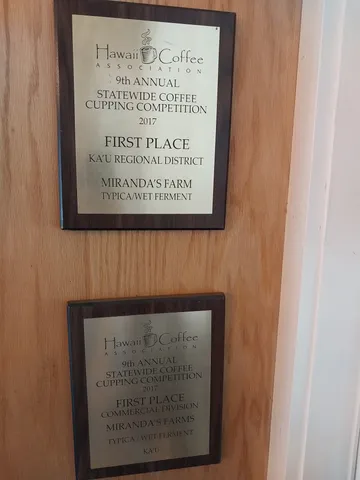 Hawaii Coffee
ASSOCIATION
9th ANNUAL
STATEWIDE COFFEE
CUPPING COMPETITION
2017
FIRST PLACE
KA'U REGIONAL DISTRICT
MIRANDA'S FARM
TYPICA/WET FERMENT
Hawaii Coffee
ASSOCIATION
9th ANNUAL
STATEWIDE COFFEE
CUPPING COMPETITION
2017
FIRST PLACE
COMMERCIAL DIVISION
MIRANDA'S FARMS
TYPICA / WET FERMENT
KA'U